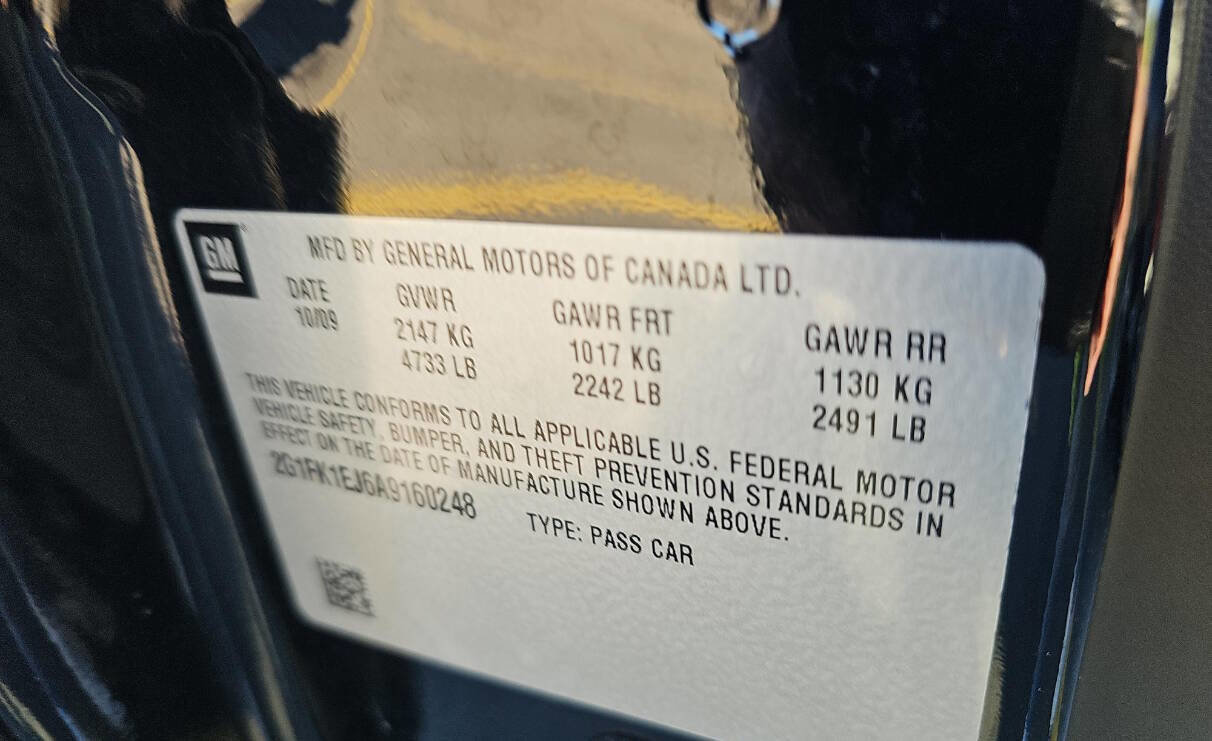 GM
MFD BY GENERAL MOTORS OF CANADA LTD.
DATE GVWR GAWR FRT GAWR RR
10/09 2147 KG 1017 KG 1130 KG
4733 LB 2242 LB 2491 LB
THIS VEHICLE CONFORMS TO ALL APPLICABLE U.S. FEDERAL MOTOR
VEHICLE SAFETY, BUMPER, AND THEFT PREVENTION STANDARDS IN
EFFECT ON THE DATE OF MANUFACTURE SHOWN ABOVE.
2G1FK1EJ6A9160248 TYPE: PASS CAR